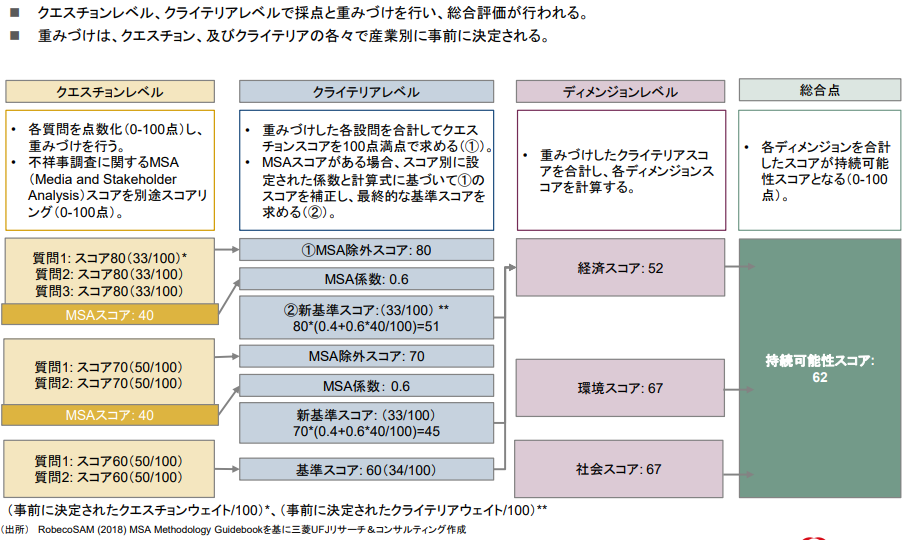 ■ クエスチョンレベル、クライテリアレベルで採点と重みづけを行い、総合評価が行われる。
■ 重みづけは、クエスチョン、及びクライテリアの各々で産業別に事前に決定される。
クエスチョンレベル
• 各質問を点数化(0-100点)し、
重みづけを行う。
• 不祥事調査に関するMSA
(Media and Stakeholder
Analysis)スコアを別途スコアリ
ング(0-100点)。
質問1: スコア80(33/100)*
質問2: スコア80(33/100)
質問3: スコア80(33/100)
MSAスコア: 40
質問1: スコア70(50/100)
質問2: スコア70(50/100)
MSAスコア: 40
質問1: スコア60(50/100)
質問2: スコア60(50/100)
クライテリアレベル
• 重みづけした各設問を合計してクエス
チョンスコアを100点満点で求める(①)。
• MSAスコアがある場合、スコア別に設
定された係数と計算式に基づいて①の
スコアを補正し、最終的な基準スコアを
求める(②)。
①MSA除外スコア: 80
MSA係数: 0.6
②新基準スコア:(33/100) **
80*(0.4+0.6*40/100)=51
MSA除外スコア: 70
MSA係数: 0.6
新基準スコア: (33/100)
70*(0.4+0.6*40/100)=45
基準スコア: 60(34/100)
ディメンジョンレベル
• 重みづけしたクライテリアスコ
アを合計し、各ディメンションス
コアを計算する。
経済スコア: 52
環境スコア: 67
社会スコア: 67
総合点
• 各ディメンジョンを合計
したスコアが持続可能
性スコアとなる(0-100
点)。
持続可能性スコア:
62
(事前に決定されたクエスチョンウェイト/100)*、(事前に決定されたクライテリアウェイト/100)**
(出所) RobecoSAM (2018) MSA Methodology Guidebookを基に三菱UFJリサーチ&コンサルティング作成